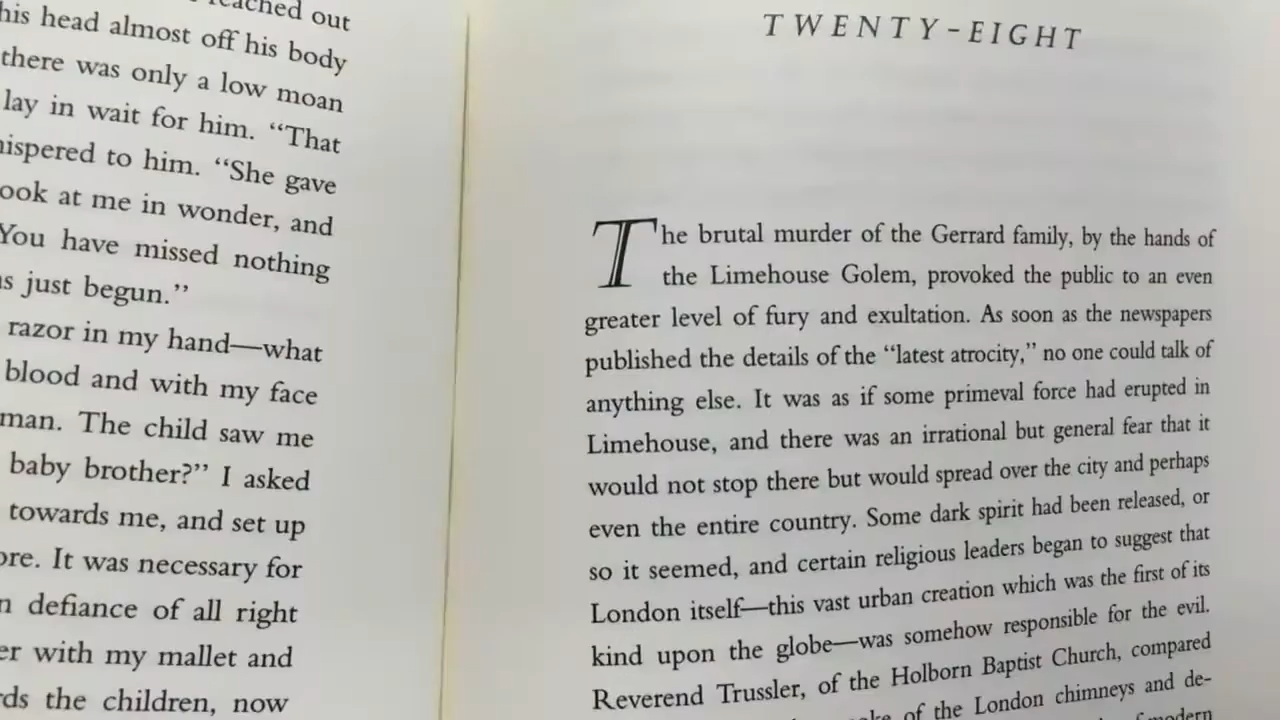 reached out
his head almost off his body
there was only a low moan
lay in wait for him. “That
whispered to him. “She gave
look at me in wonder, and
You have missed nothing
as just begun.”
razor in my hand—what
blood and with my face
man. The child saw me
baby brother?” I asked
towards me, and set up
ore. It was necessary for
n defiance of all right
er with my mallet and
rds the children, now
TWENTY-EIGHT
The brutal murder of the Gerrard family, by the hands of
the Limehouse Golem, provoked the public to an even
greater level of fury and exultation. As soon as the newspapers
published the details of the “latest atrocity,” no one could talk of
anything else. It was as if some primeval force had erupted in
Limehouse, and there was an irrational but general fear that it
would not stop there but would spread over the city and perhaps
even the entire country. Some dark spirit had been released, or
so it seemed, and certain religious leaders began to suggest that
London itself—this vast urban creation which was the first of its
kind upon the globe—was somehow responsible for the evil.
Reverend Trussler, of the Holborn Baptist Church, compared
of the London chimneys and de-
modern